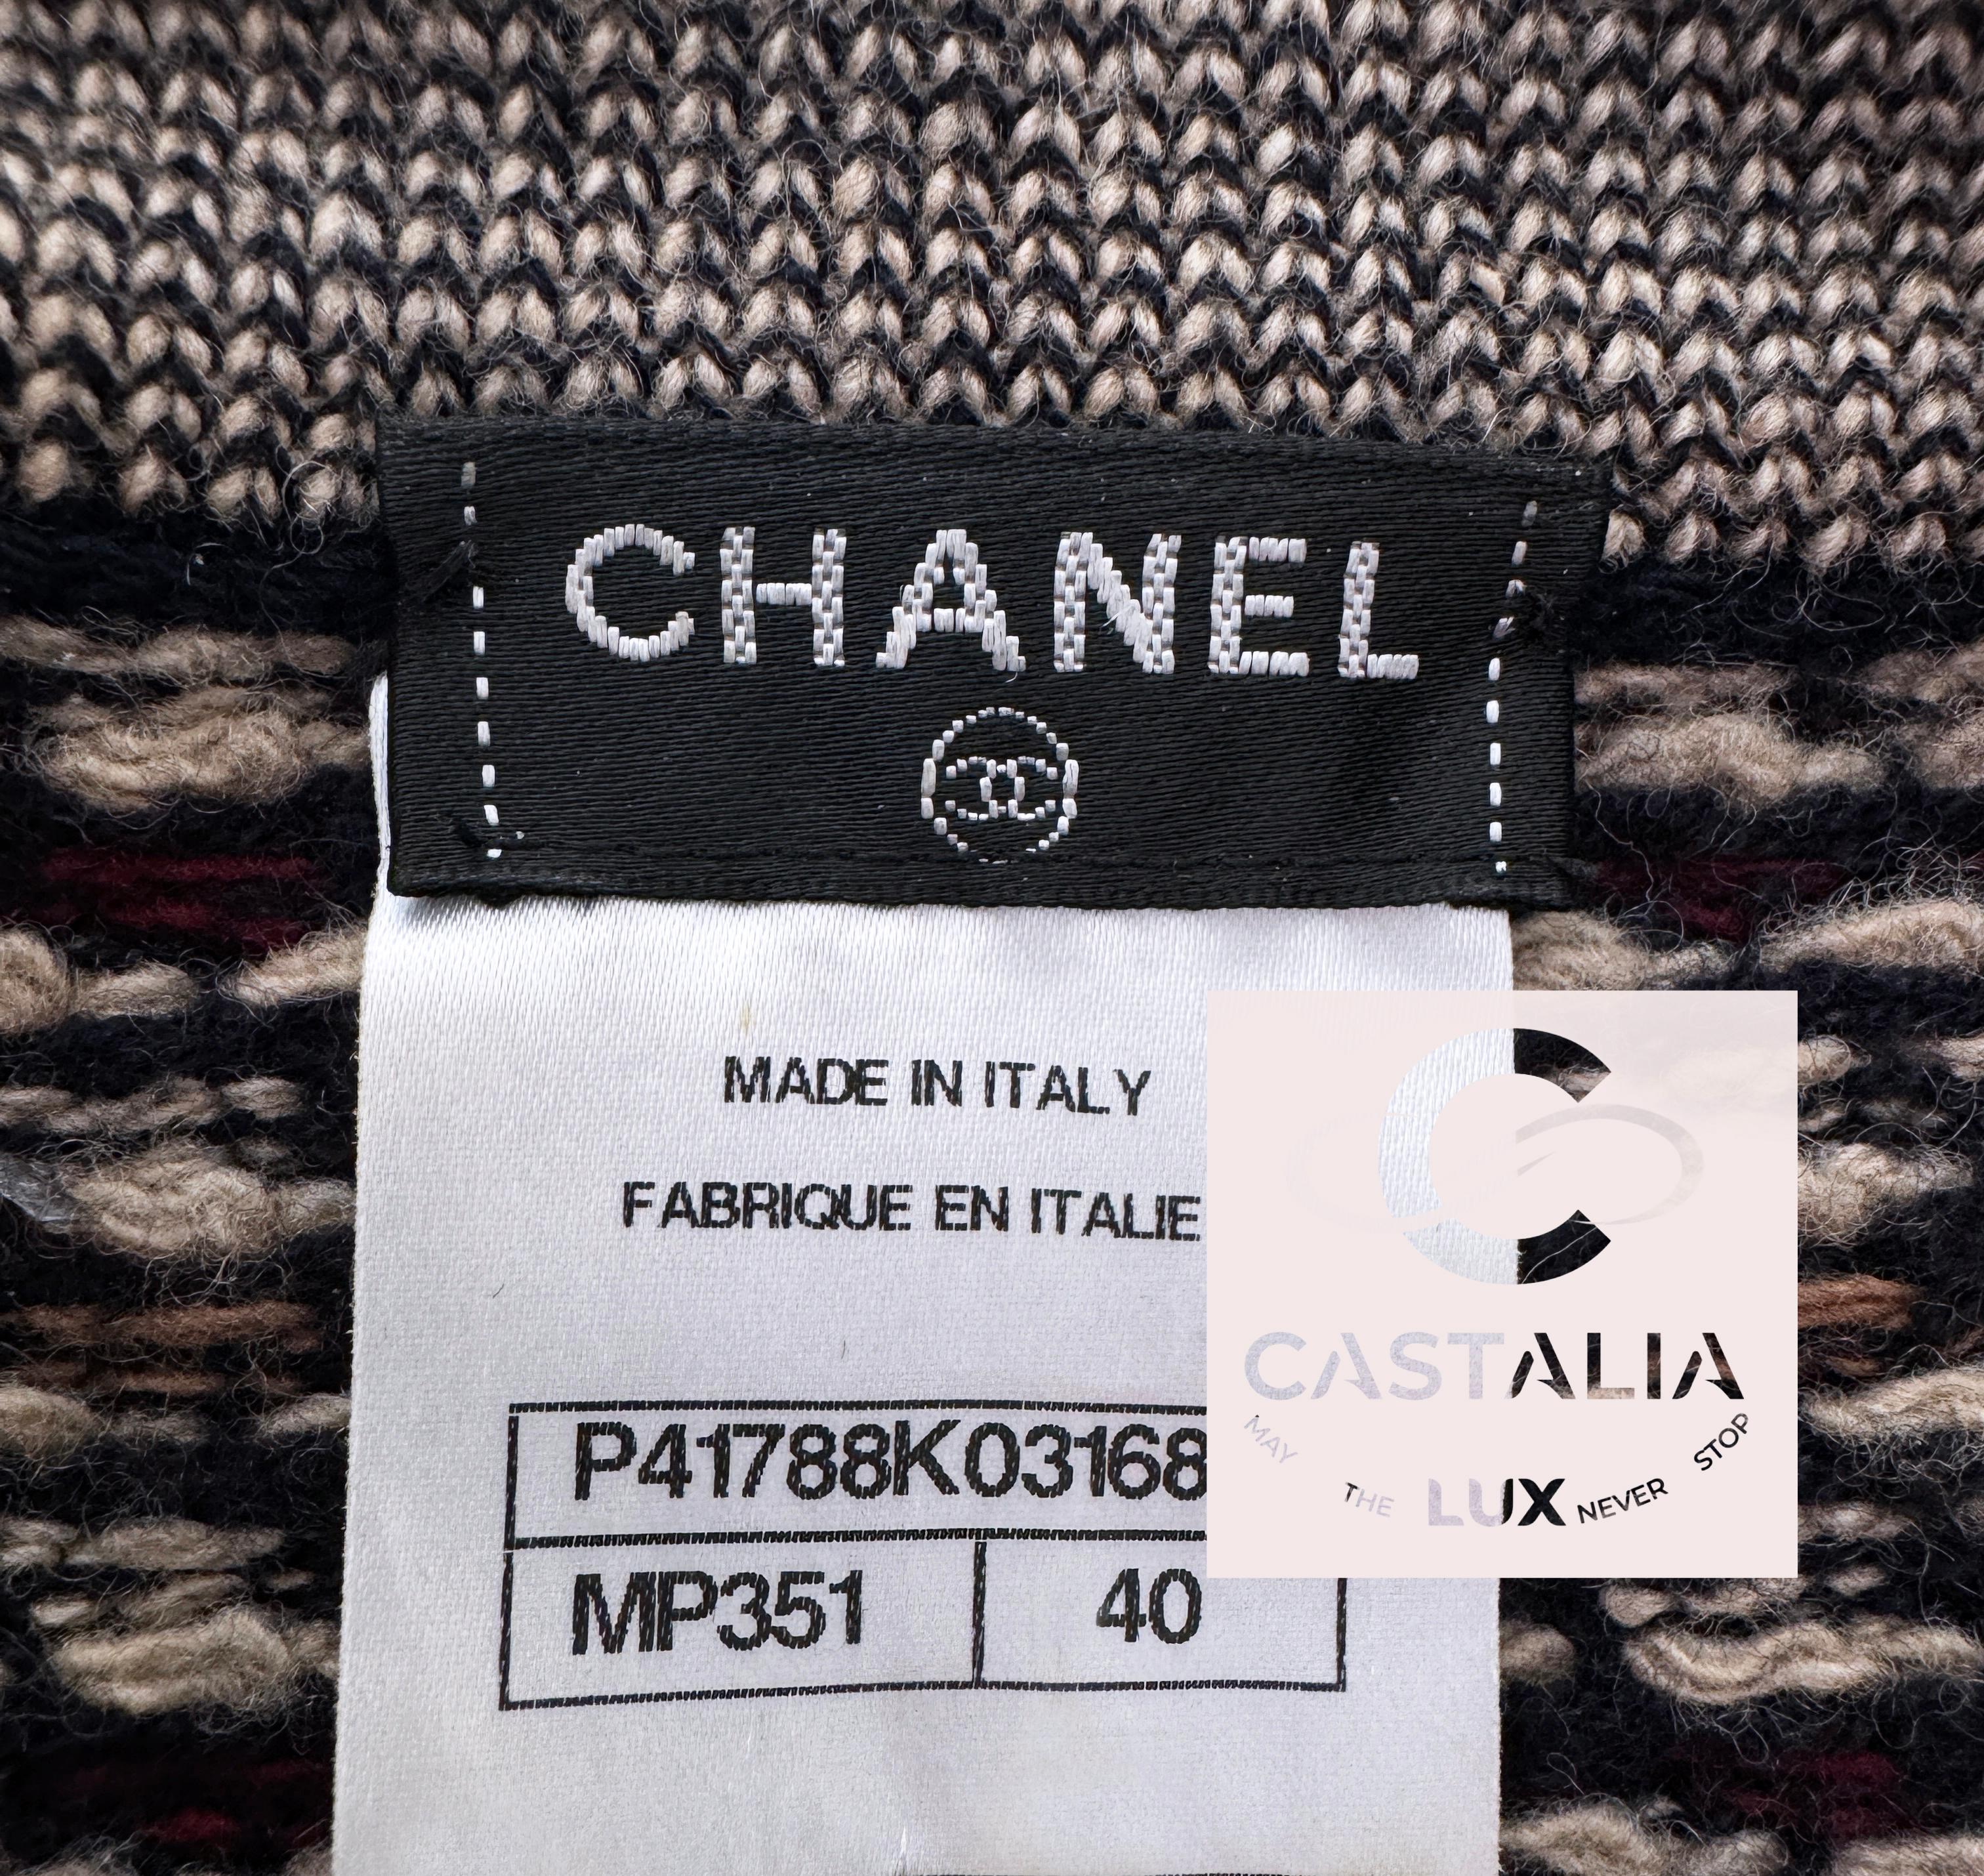 CHANEL
MADE IN ITALY
FABRIQUE EN ITALIE
P41788K03168
MP351
40
CASTALIA
MAY THE LUX NEVER STOP